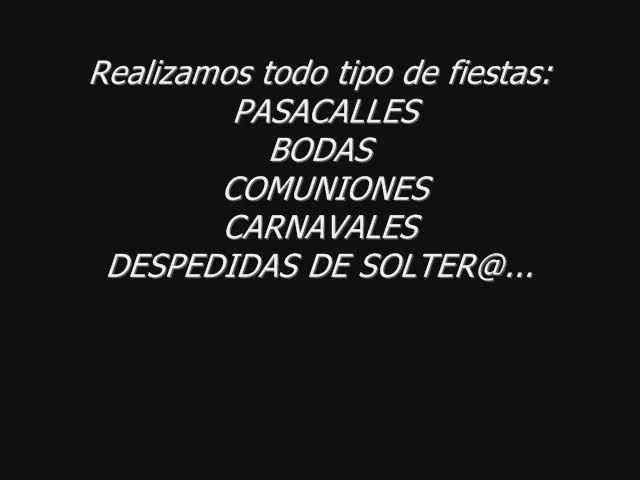 Realizamos todo tipo de fiestas:
PASACALLES
BODAS
COMUNIONES
CARNAVALES
DESPEDIDAS DE SOLTER@...